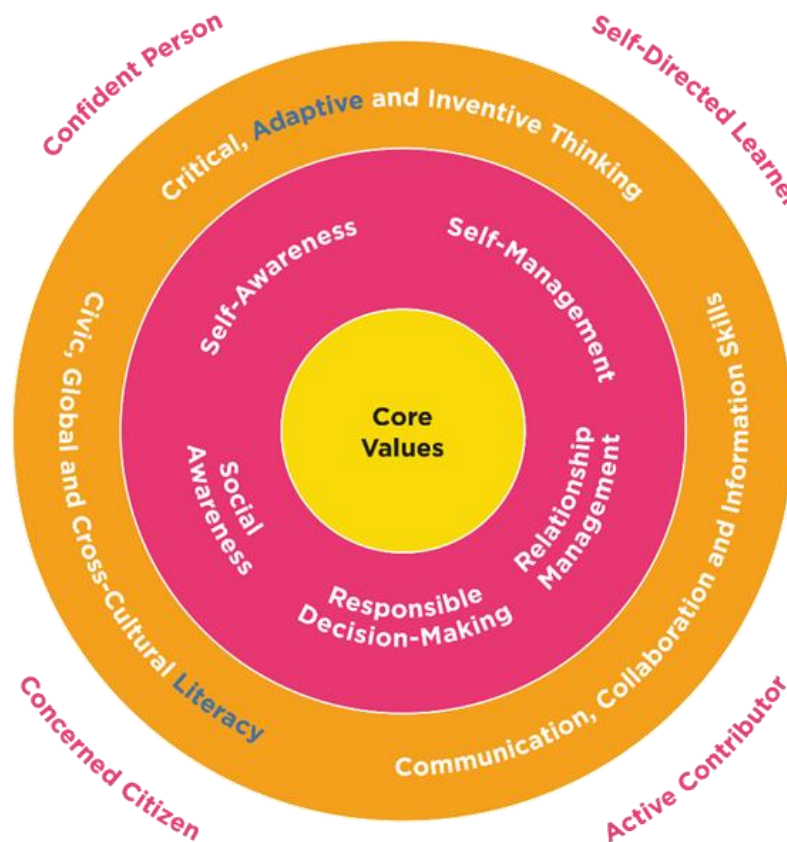 Confident Person
Self-Directed Learner
Critical, Adaptive and Inventive Thinking
Self-Awareness
Self-Management
Core
Values
Civic, Global and Cross-Cultural Literacy
Communication, Collaboration and Information Skills
Social
Awareness
Relationship
Management
Responsible
Decision-Making
Concerned Citizen
Active Contributor